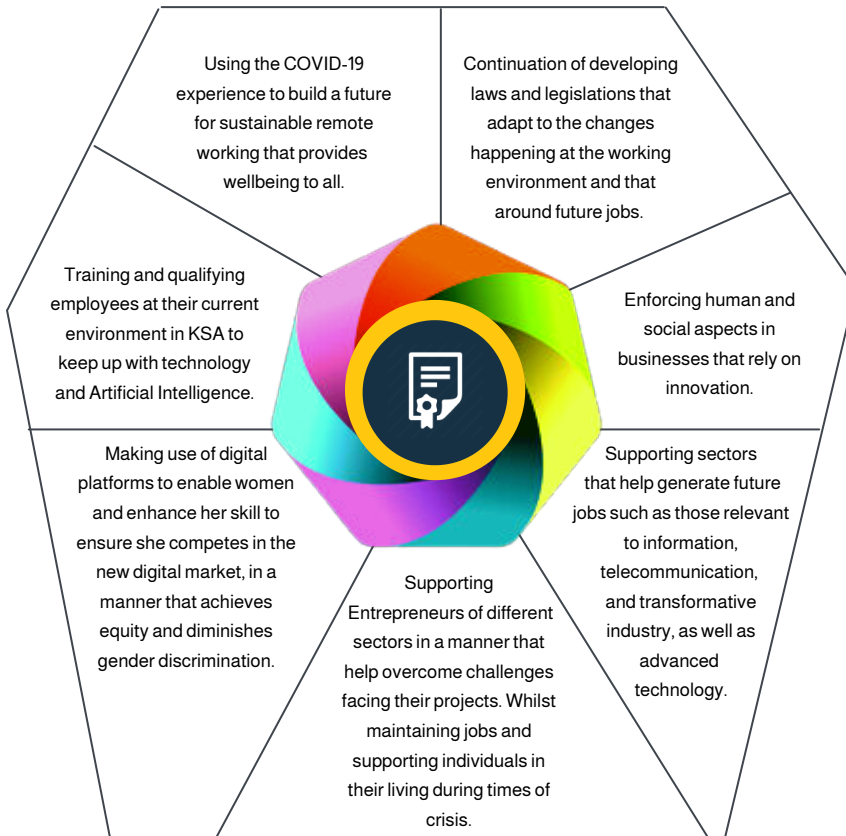 Using the COVID-19
experience to build a future
for sustainable remote
working that provides
wellbeing to all.
Continuation of developing
laws and legislations that
adapt to the changes
happening at the working
environment and that
around future jobs.
Training and qualifying
employees at their current
environment in KSA to
keep up with technology
and Artificial Intelligence.
Enforcing human and
social aspects in
businesses that rely on
innovation.
Making use of digital
platforms to enable women
and enhance her skill to
ensure she competes in the
new digital market, in a
manner that achieves
equity and diminishes
gender discrimination.
Supporting
Entrepreneurs of different
sectors in a manner that
help overcome challenges
facing their projects. Whilst
maintaining jobs and
supporting individuals in
their living during times of
crisis.
Supporting sectors
that help generate future
jobs such as those relevant
to information,
telecommunication,
and transformative
industry, as well as
advanced
technology.